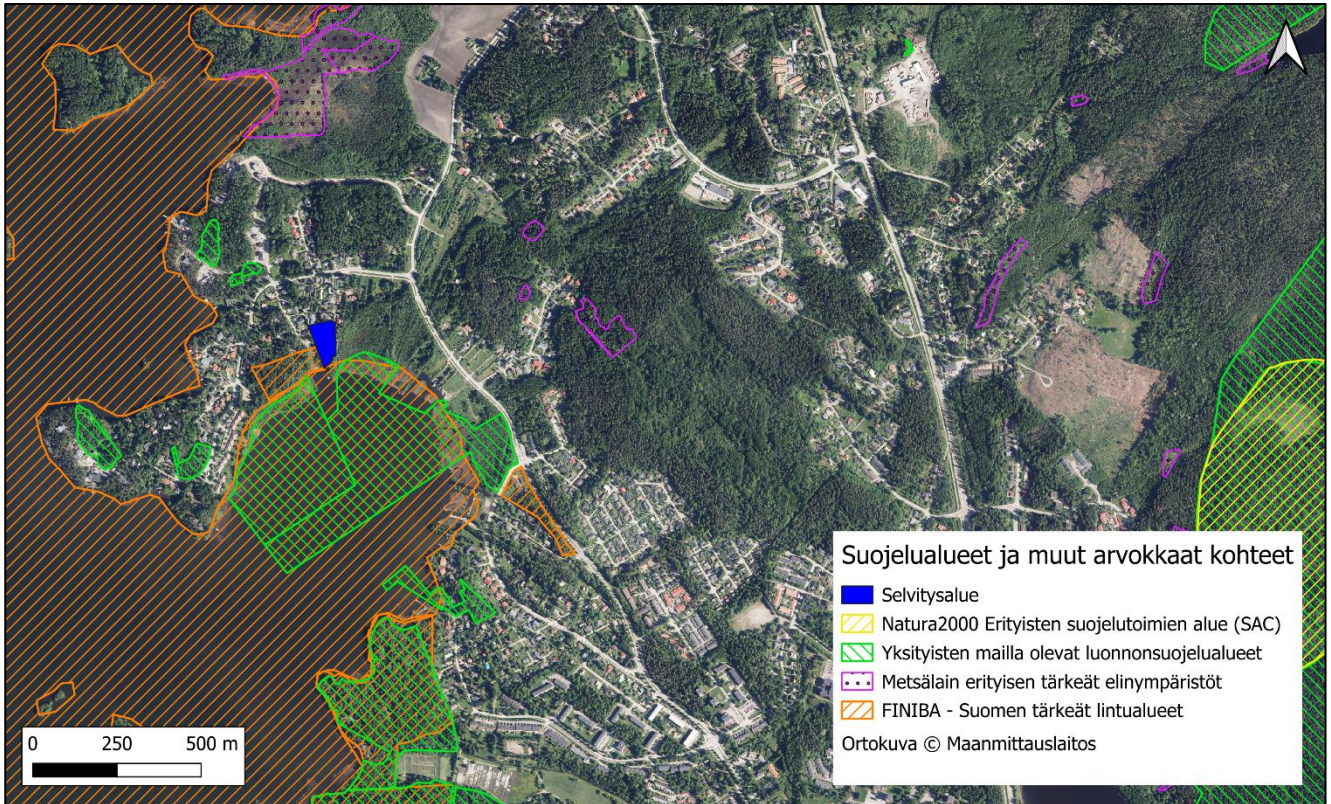 Suojelualueet ja muut arvokkaat kohteet
Selvitysalue
Natura2000 Erityisten suojelutoimien alue (SAC)
Yksityisten mailla olevat luonnonsuojelualueet
Metsälain erityisen tärkeät elinympäristöt
FINIBA - Suomen tärkeät lintualueet
Ortokuva © Maanmittauslaitos
0 250 500 m